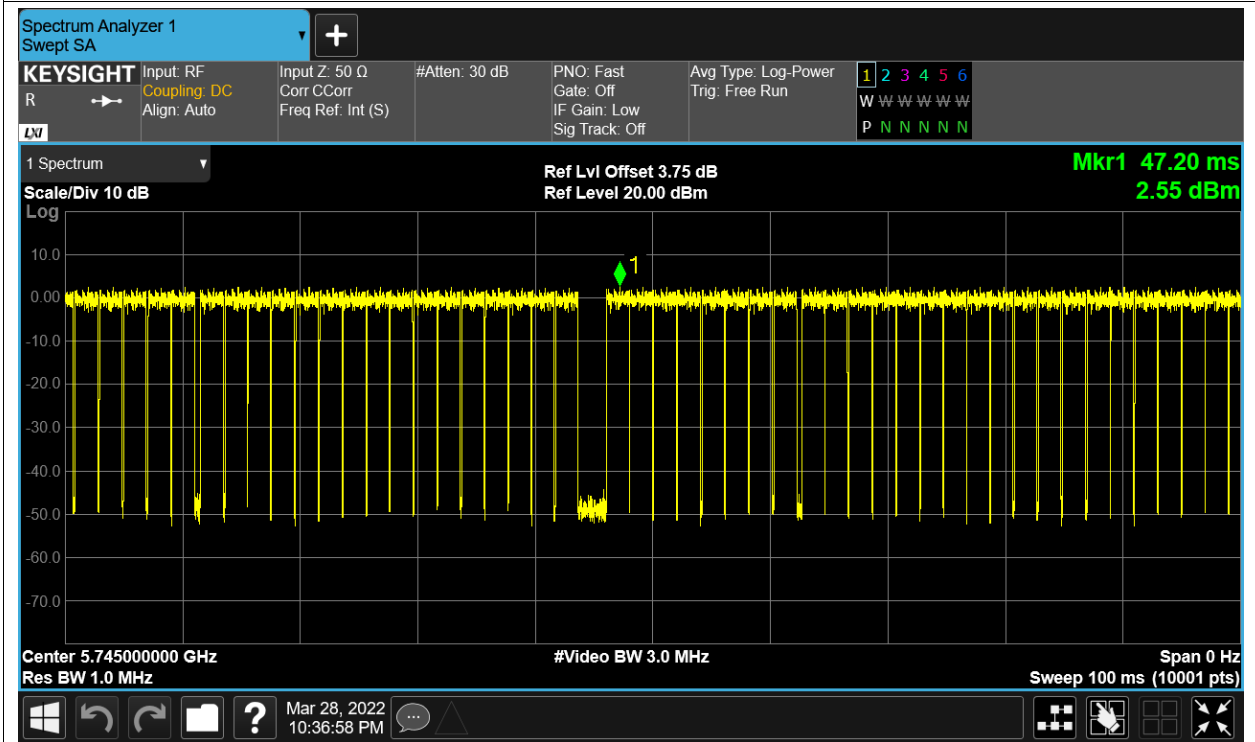 Spectrum Analyzer 1
Swept SA
KEYSIGHT
R
LXI
Input: RF
Coupling: DC
Align: Auto
Input Z: 50 Ω
Corr CCorr
Freq Ref: Int (S)
#Atten: 30 dB
PNO: Fast
Gate: Off
IF Gain: Low
Sig Track: Off
Avg Type: Log-Power
Trig: Free Run
1 2 3 4 5 6
W W W W W W
P N N N N N
1 Spectrum
Scale/Div 10 dB
Log
Ref Lvl Offset 3.75 dB
Ref Level 20.00 dBm
Mkr1 47.20 ms
2.55 dBm
1
10.0
0.00
-10.0
-20.0
-30.0
-40.0
-50.0
-60.0
-70.0
Center 5.745000000 GHz
Res BW 1.0 MHz
#Video BW 3.0 MHz
Span 0 Hz
Sweep 100 ms (10001 pts)
?
Mar 28, 2022
10:36:58 PM